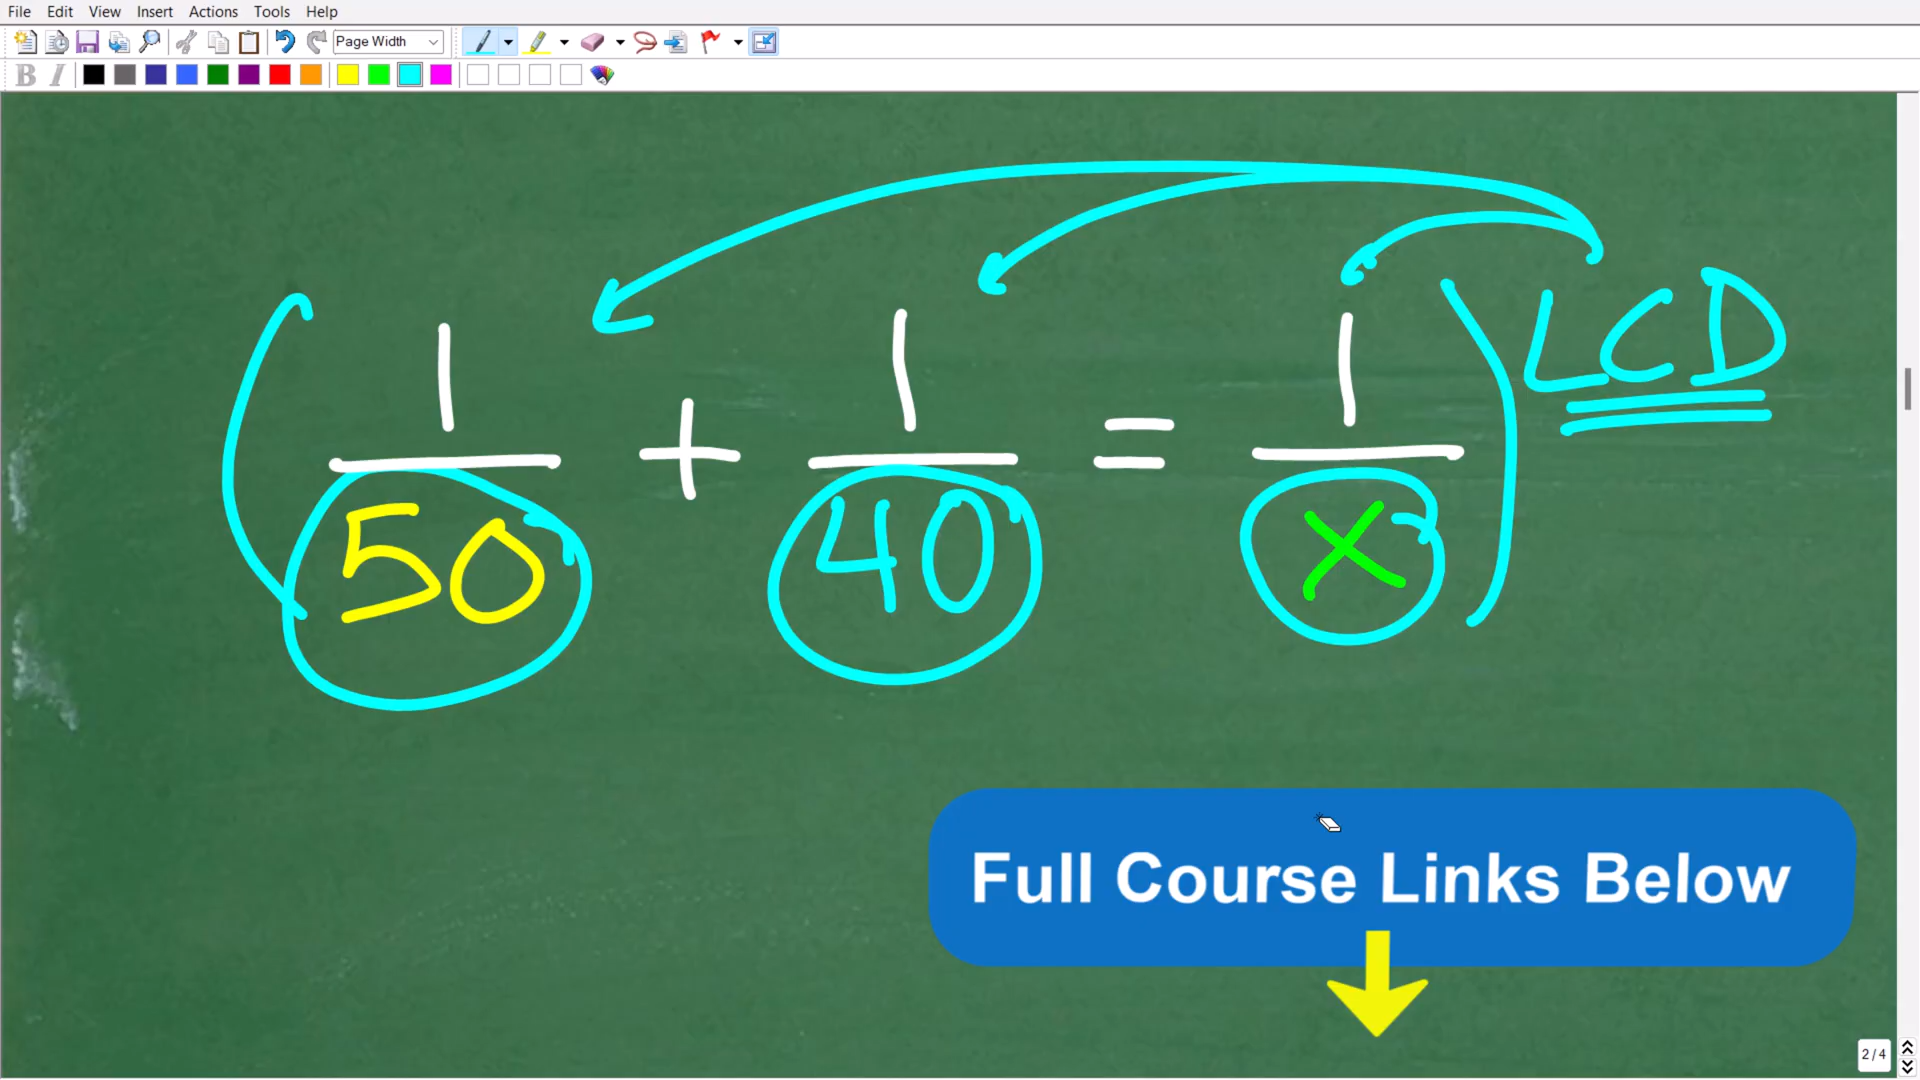 File Edit View Insert Actions Tools Help
Page Width
B I
1/50 + 1/40 = 1/x LCD
Full Course Links Below
2 / 4